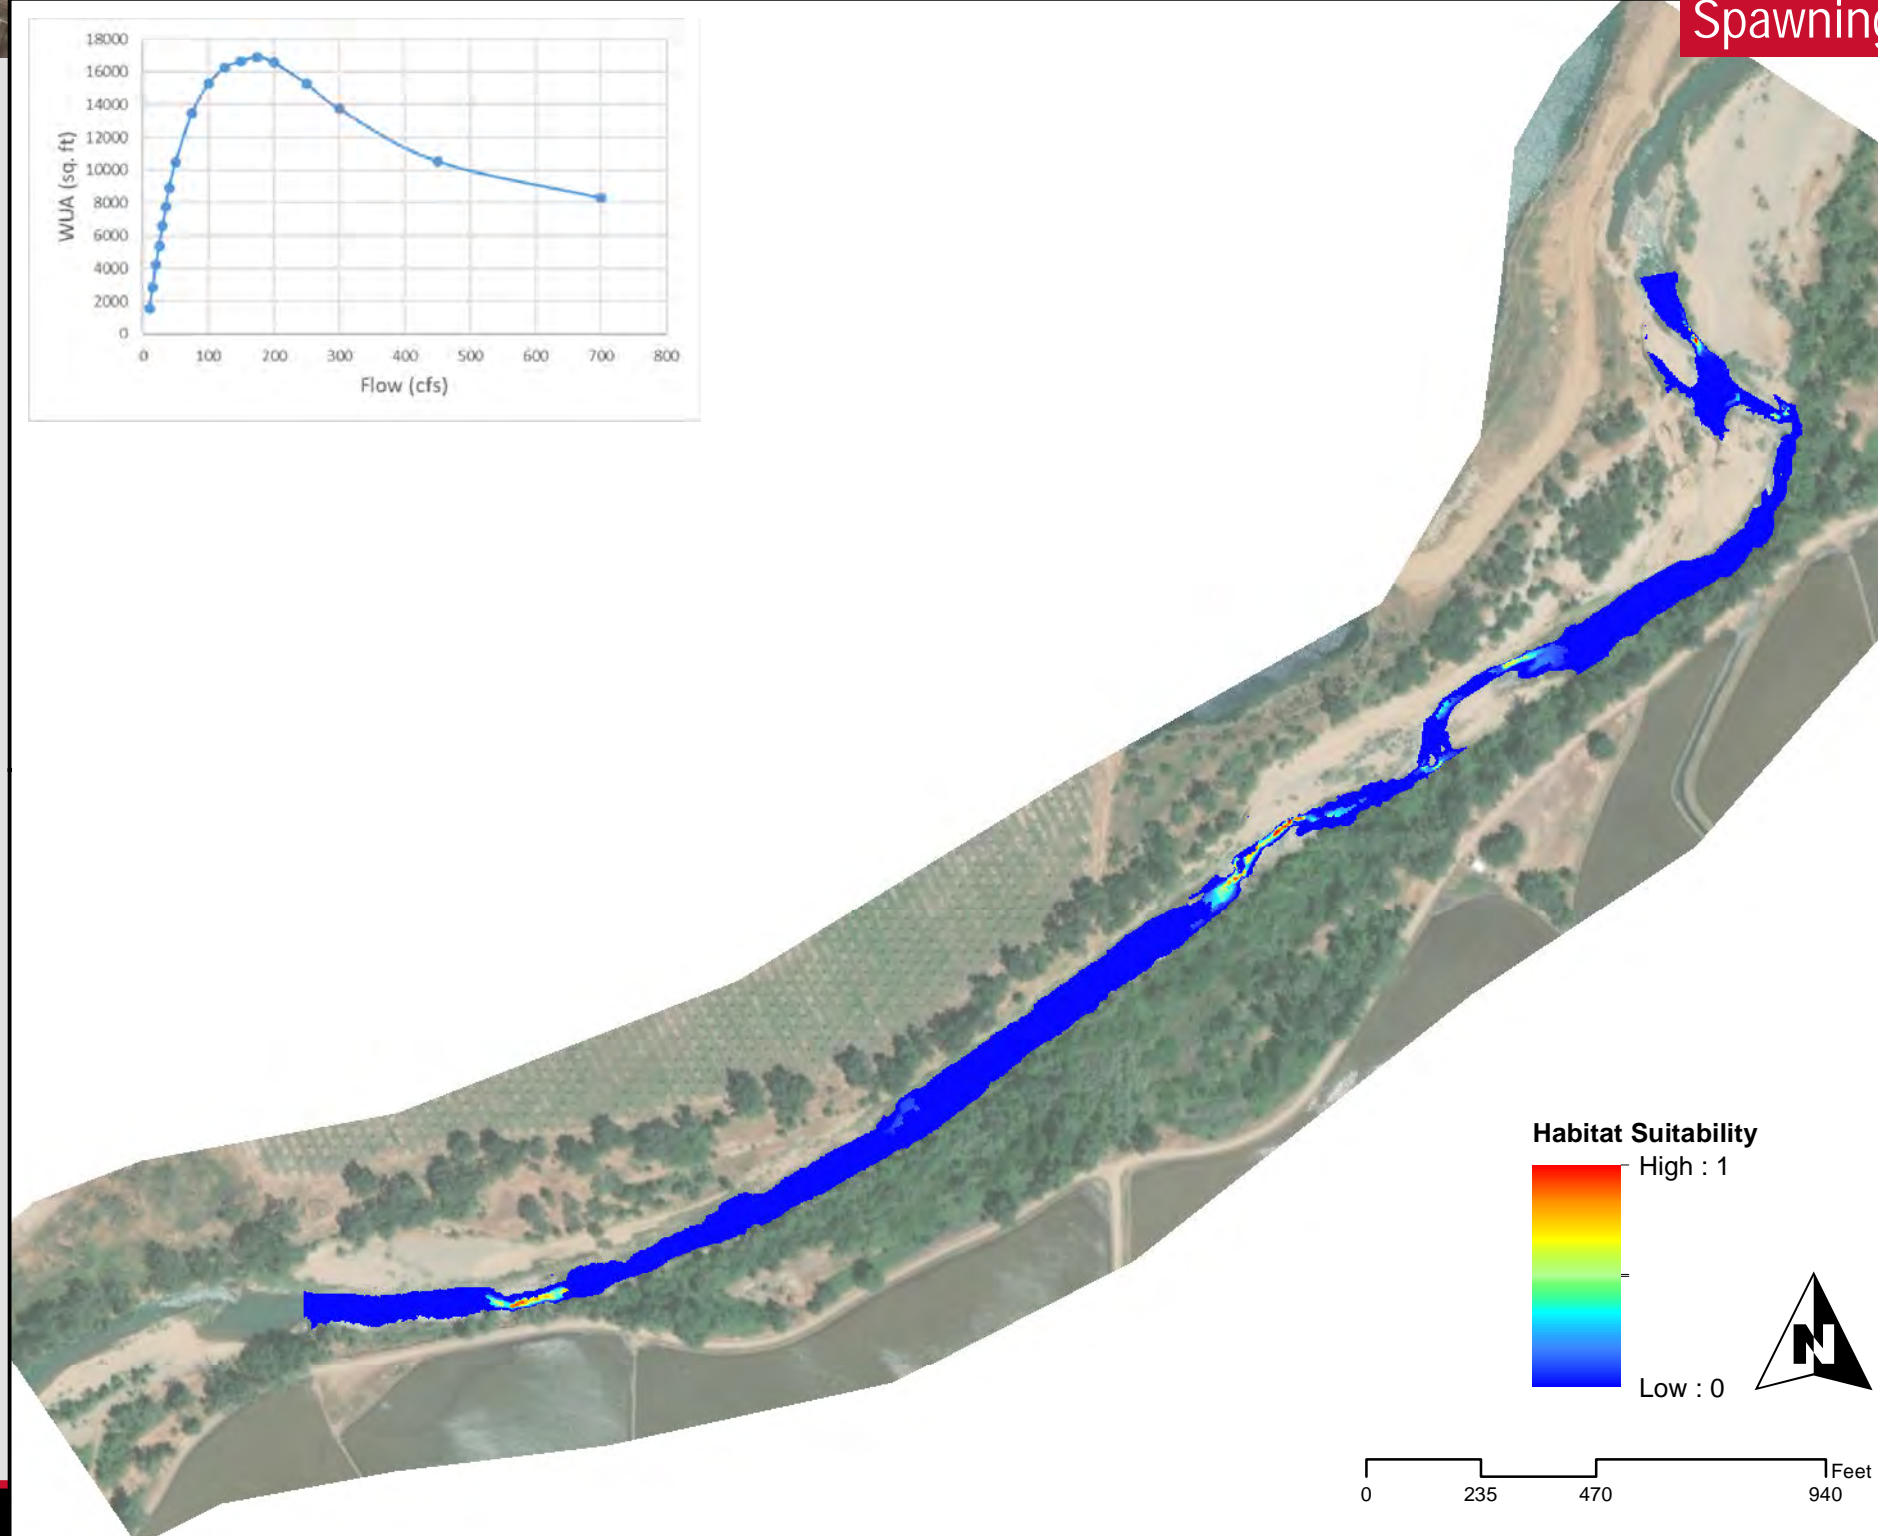 Spawning
18000
16000
14000
12000
10000
8000
6000
4000
2000
0
WUA (sq. ft)
0 100 200 300 400 500 600 700 800
Flow (cfs)
Habitat Suitability
High : 1
Low : 0
N
Feet
0 235 470 940